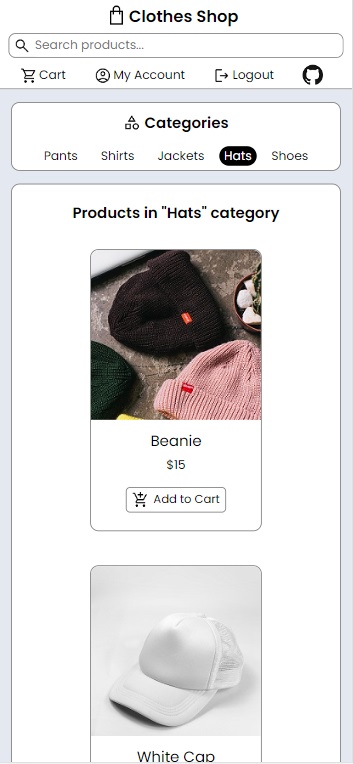 Clothes Shop
Search products...
Cart My Account Logout
Categories
Pants Shirts Jackets Hats Shoes
Products in "Hats" category
Beanie
$15
Add to Cart
White Cap